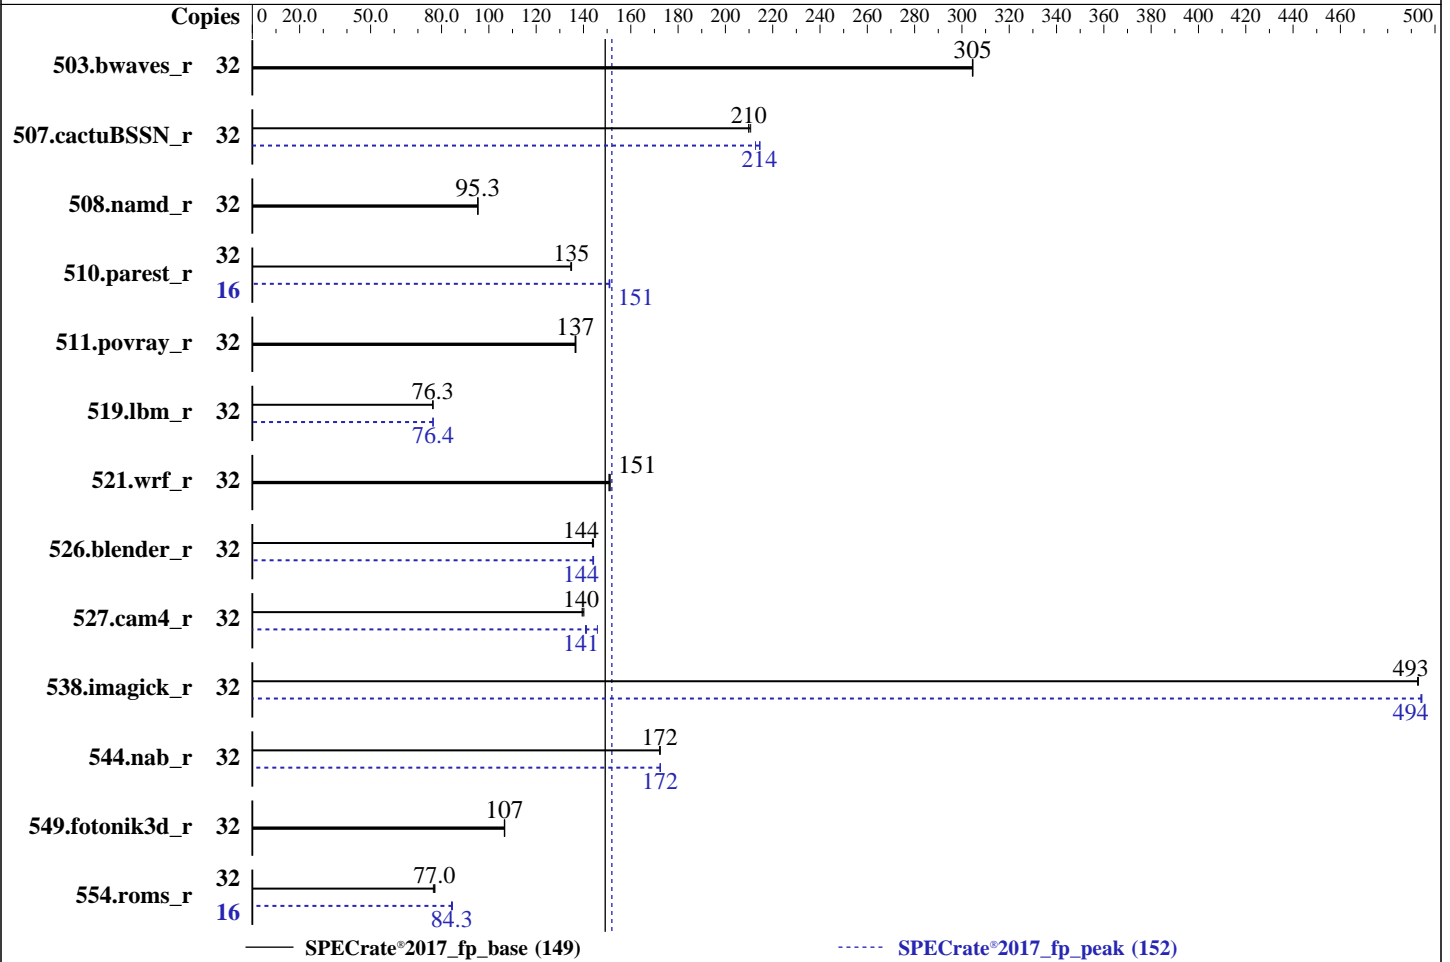 Copies 0 20.0 50.0 80.0 100 120 140 160 180 200 220 240 260 280 300 320 340 360 380 400 420 440 460 500
503.bwaves_r 32 305
507.cactuBSSN_r 32 210
214
508.namd_r 32 95.3
510.parest_r 32 135
16 151
511.povray_r 32 137
519.lbm_r 32 76.3
76.4
521.wrf_r 32 151
526.blender_r 32 144
144
527.cam4_r 32 140
141
538.imagick_r 32 493
494
544.nab_r 32 172
172
549.fotonik3d_r 32 107
554.roms_r 32 77.0
16 84.3
SPECrate®2017_fp_base (149) SPECrate®2017_fp_peak (152)